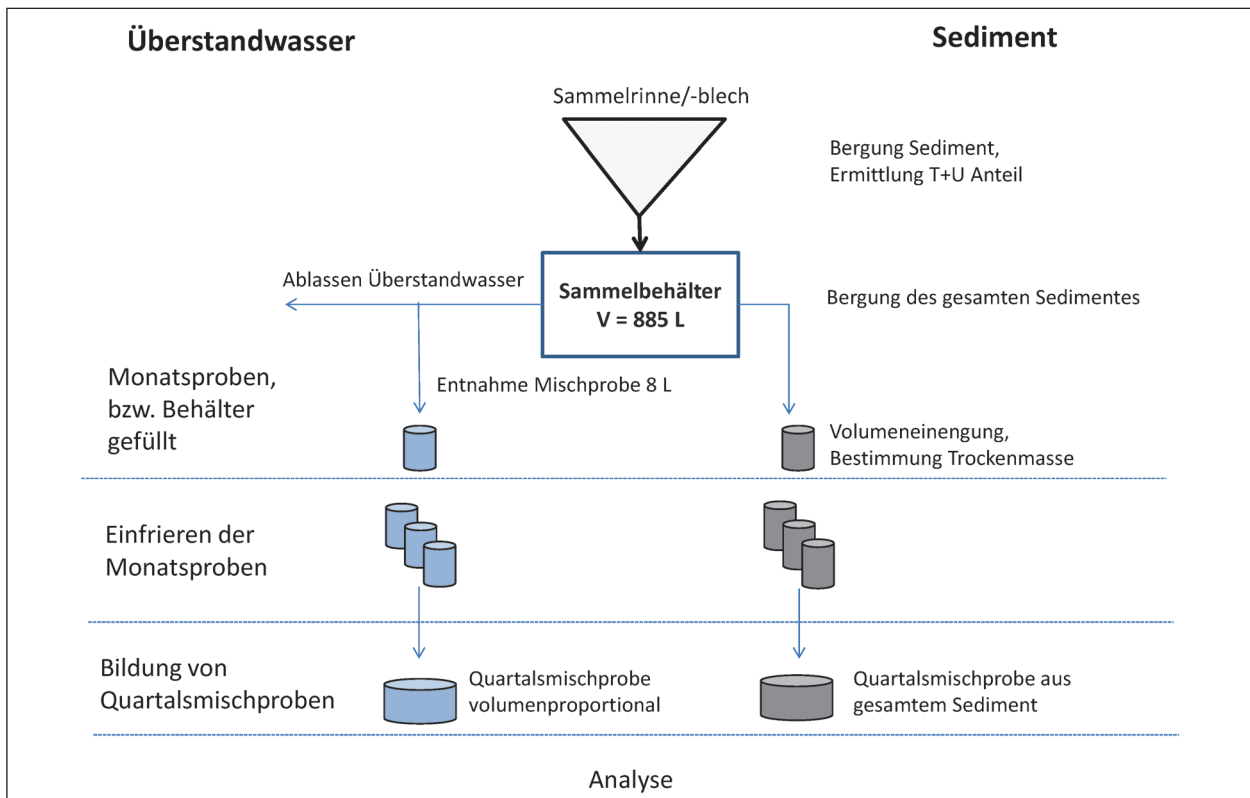 Überstandwasser
Sediment
Sammelrinne/-blech
Bergung Sediment,
Ermittlung T+U Anteil
Ablassen Überstandwasser
Sammelbehälter
V = 885 L
Bergung des gesamten Sedimentes
Monatsproben,
bzw. Behälter
gefüllt
Entnahme Mischprobe 8 L
Volumeneinengung,
Bestimmung Trockenmasse
Einfrieren der
Monatsproben
Bildung von
Quartalsmischproben
Quartalsmischprobe
volumenproportional
Quartalsmischprobe aus
gesamtem Sediment
Analyse